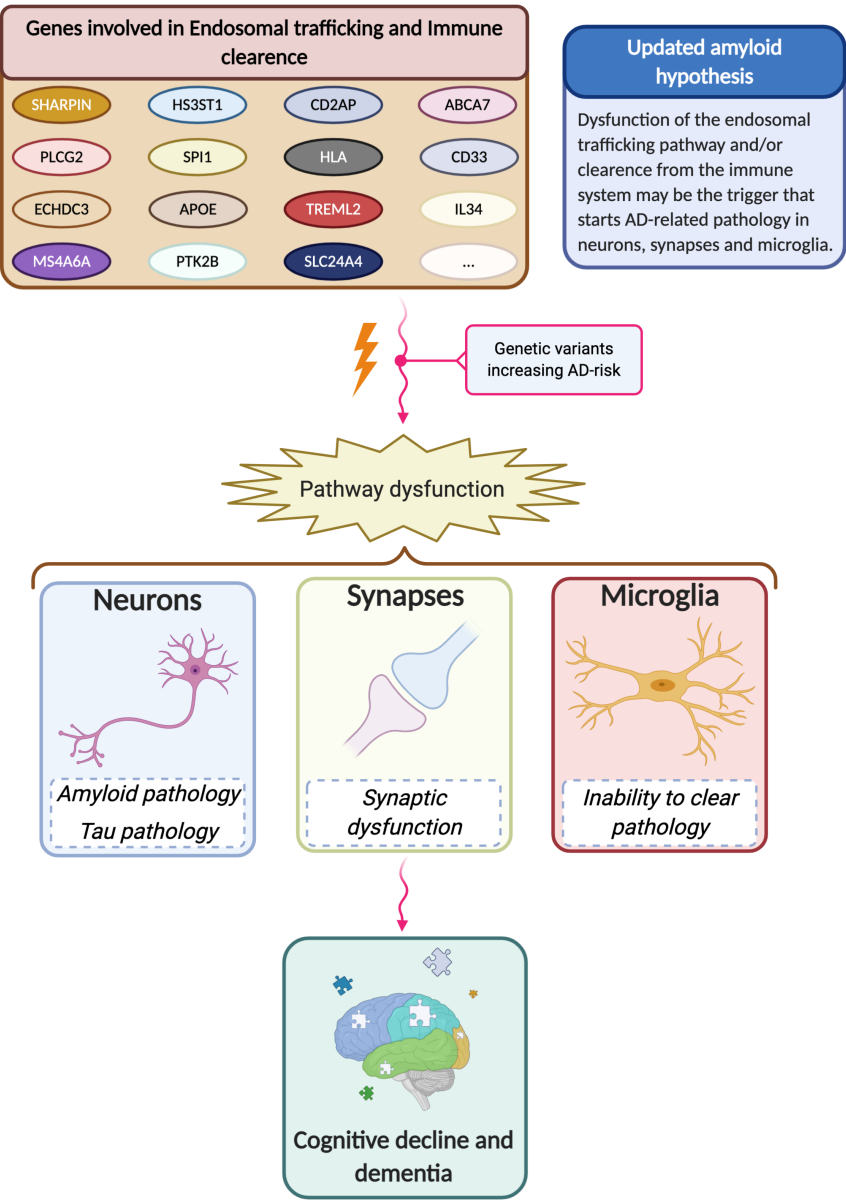 Genes involved in Endosomal trafficking and Immune
clearence
SHARPIN
HS3ST1
CD2AP
ABCA7
PLCG2
SPI1
HLA
CD33
ECHDC3
APOE
TREML2
IL34
MS4A6A
PTK2B
SLC24A4
...
Updated amyloid
hypothesis
Dysfunction of the endosomal
trafficking pathway and/or
clearence from the immune
system may be the trigger that
starts AD-related pathology in
neurons, synapses and microglia.
Genetic variants
increasing AD-risk
Pathway dysfunction
Neurons
Amyloid pathology
Tau pathology
Synapses
Synaptic
dysfunction
Microglia
Inability to clear
pathology
Cognitive decline and
dementia